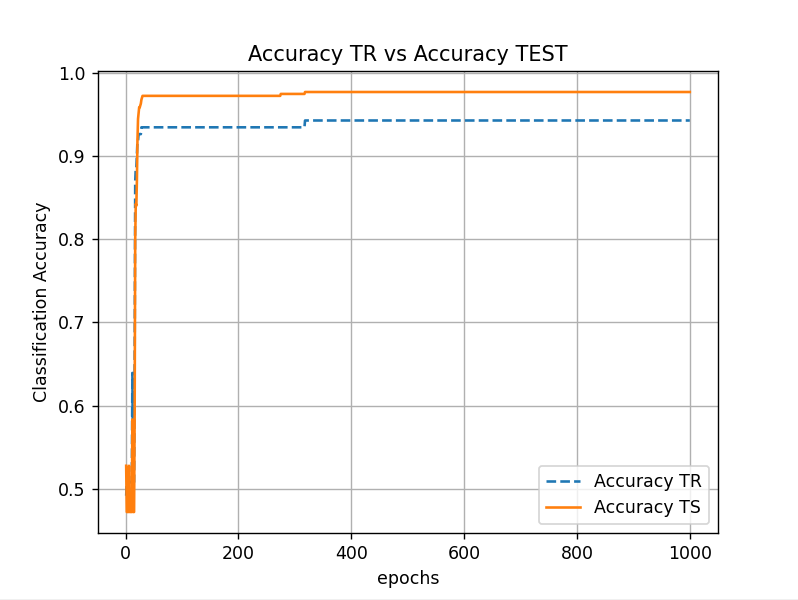 Accuracy TR vs Accuracy TEST
1.0
0.9
0.8
0.7
0.6
0.5
Classification Accuracy
0 200 400 600 800 1000
epochs
Accuracy TR
Accuracy TS